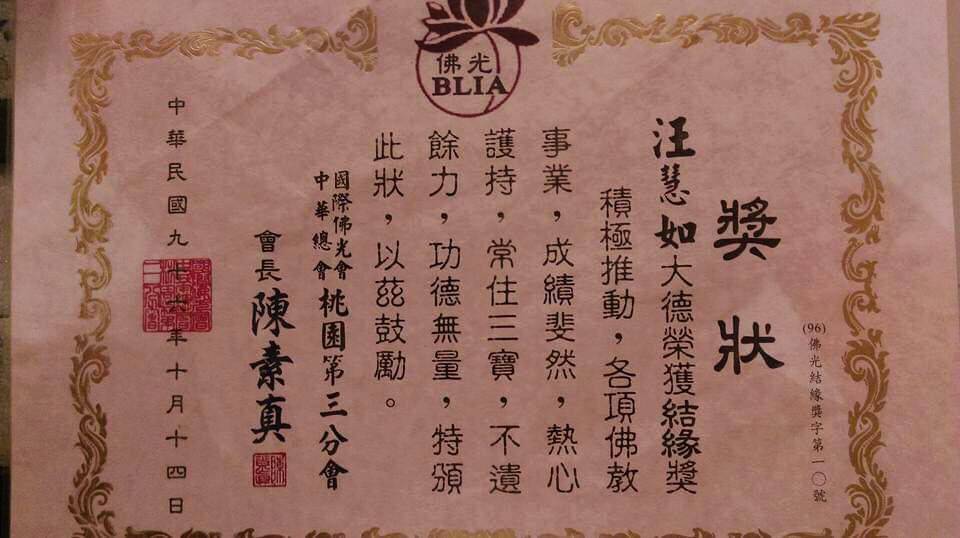 佛光
BLIA
(96)佛光結緣獎字第一〇號
獎狀
汪慧如大德榮獲結緣獎
積極推動，各項佛教
事業，成績斐然，熱心
護持，常住三寶，不遺
餘力，功德無量，特頒
此狀，以茲鼓勵。
國際佛光會
中華總會
桃園第三分會
會長陳素真
中華民國九十六年十月十四日